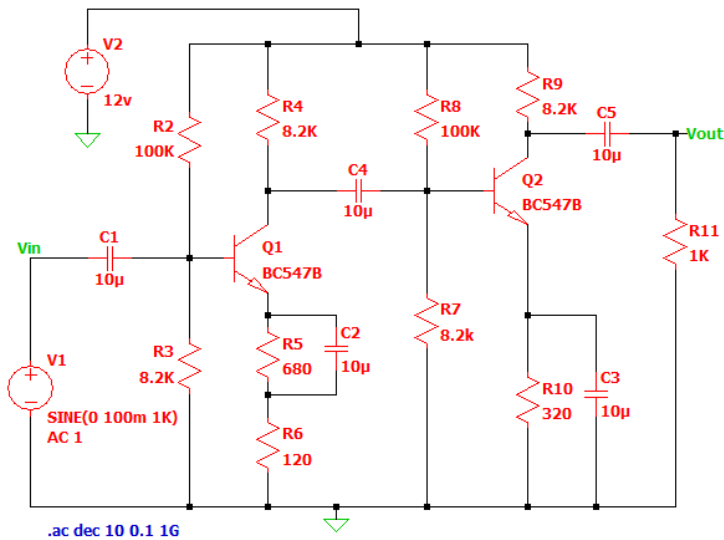 V2
12v
R2
100K
R4
8.2K
R8
100K
R9
8.2K
C5
10µ
Vout
C4
10µ
Q2
BC547B
R11
1K
Vin
C1
10µ
Q1
BC547B
R3
8.2K
R5
680
C2
10µ
R7
8.2k
V1
SINE(0 100m 1K)
AC 1
R6
120
R10
320
C3
10µ
.ac dec 10 0.1 1G